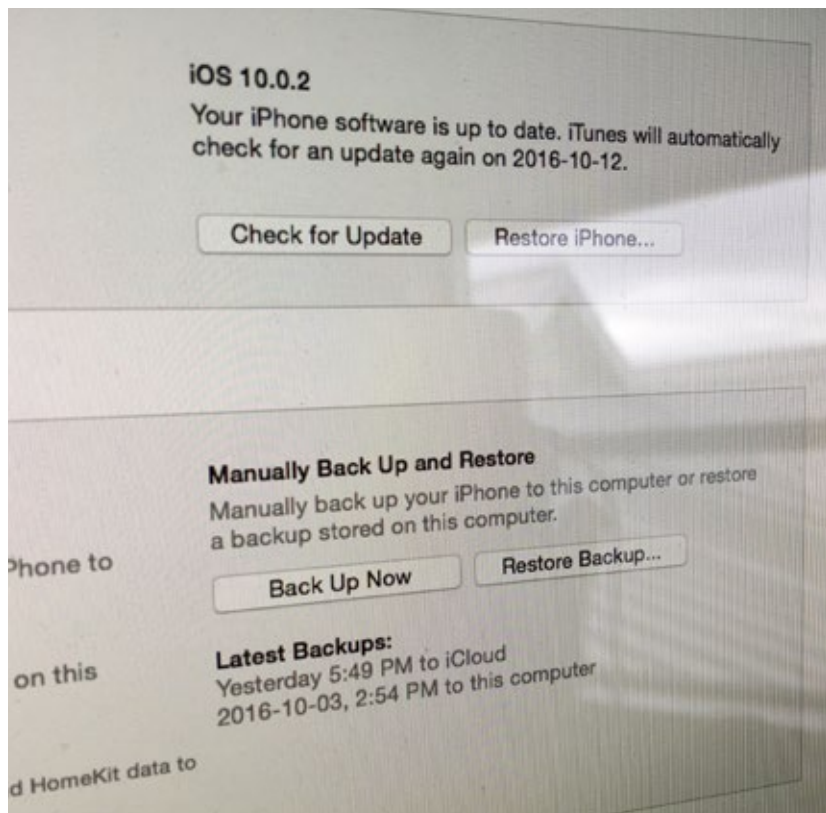 iOS 10.0.2
Your iPhone software is up to date. iTunes will automatically
check for an update again on 2016-10-12.
Check for Update
Restore iPhone...
Manually Back Up and Restore
Manually back up your iPhone to this computer or restore
a backup stored on this computer.
Phone to
Back Up Now
Restore Backup...
on this
Latest Backups:
Yesterday 5:49 PM to iCloud
2016-10-03, 2:54 PM to this computer
d HomeKit data to